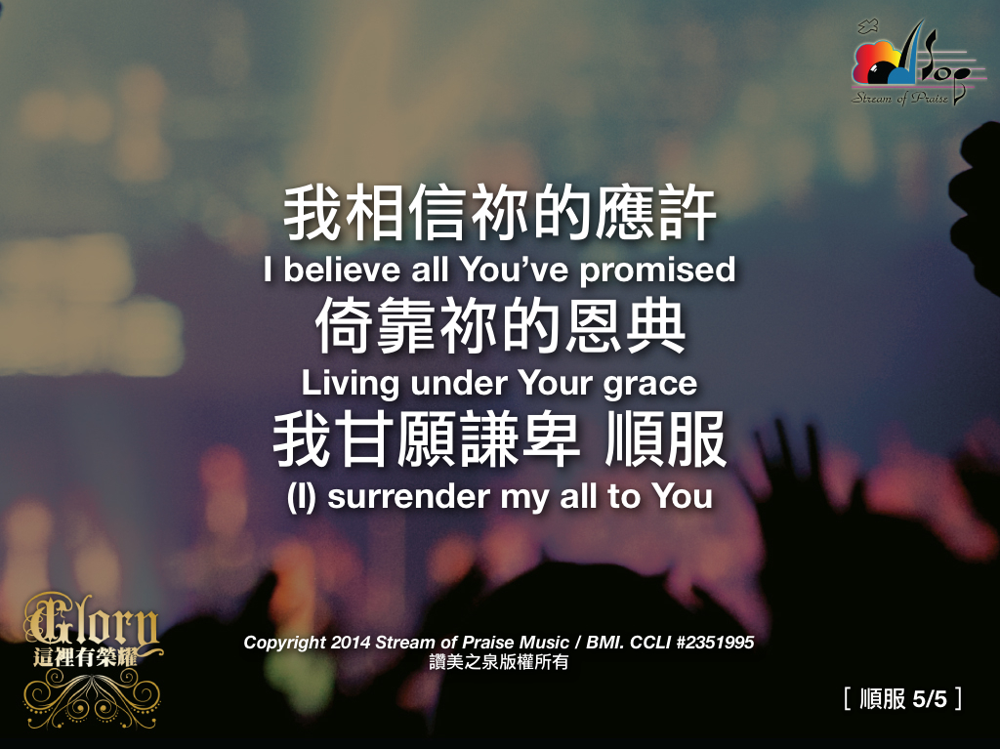 SOP
Stream of Praise
我相信祢的應許
I believe all You’ve promised
倚靠祢的恩典
Living under Your grace
我甘願謙卑 順服
(I) surrender my all to You
Glory
這裡有榮耀
Copyright 2014 Stream of Praise Music / BMI. CCLI #2351995
讚美之泉版權所有
[ 順服 5/5 ]